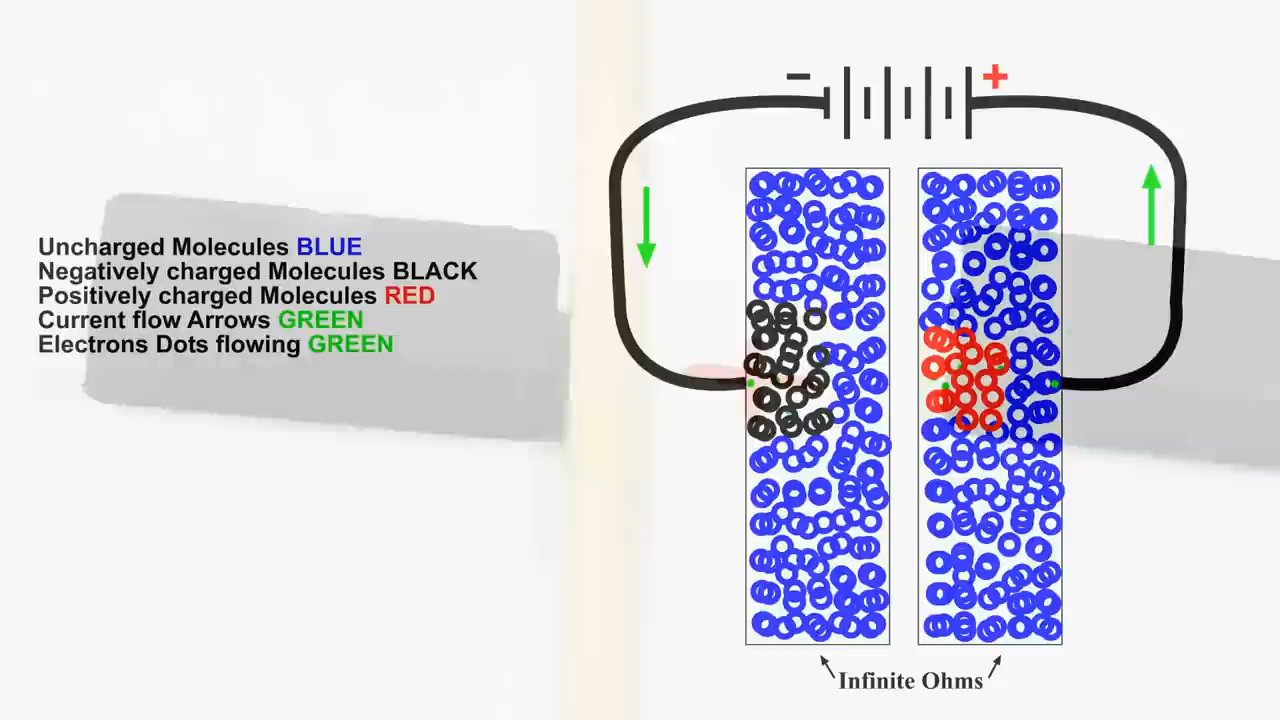 Uncharged Molecules BLUE
Negatively charged Molecules BLACK
Positively charged Molecules RED
Current flow Arrows GREEN
Electrons Dots flowing GREEN
− +
Infinite Ohms